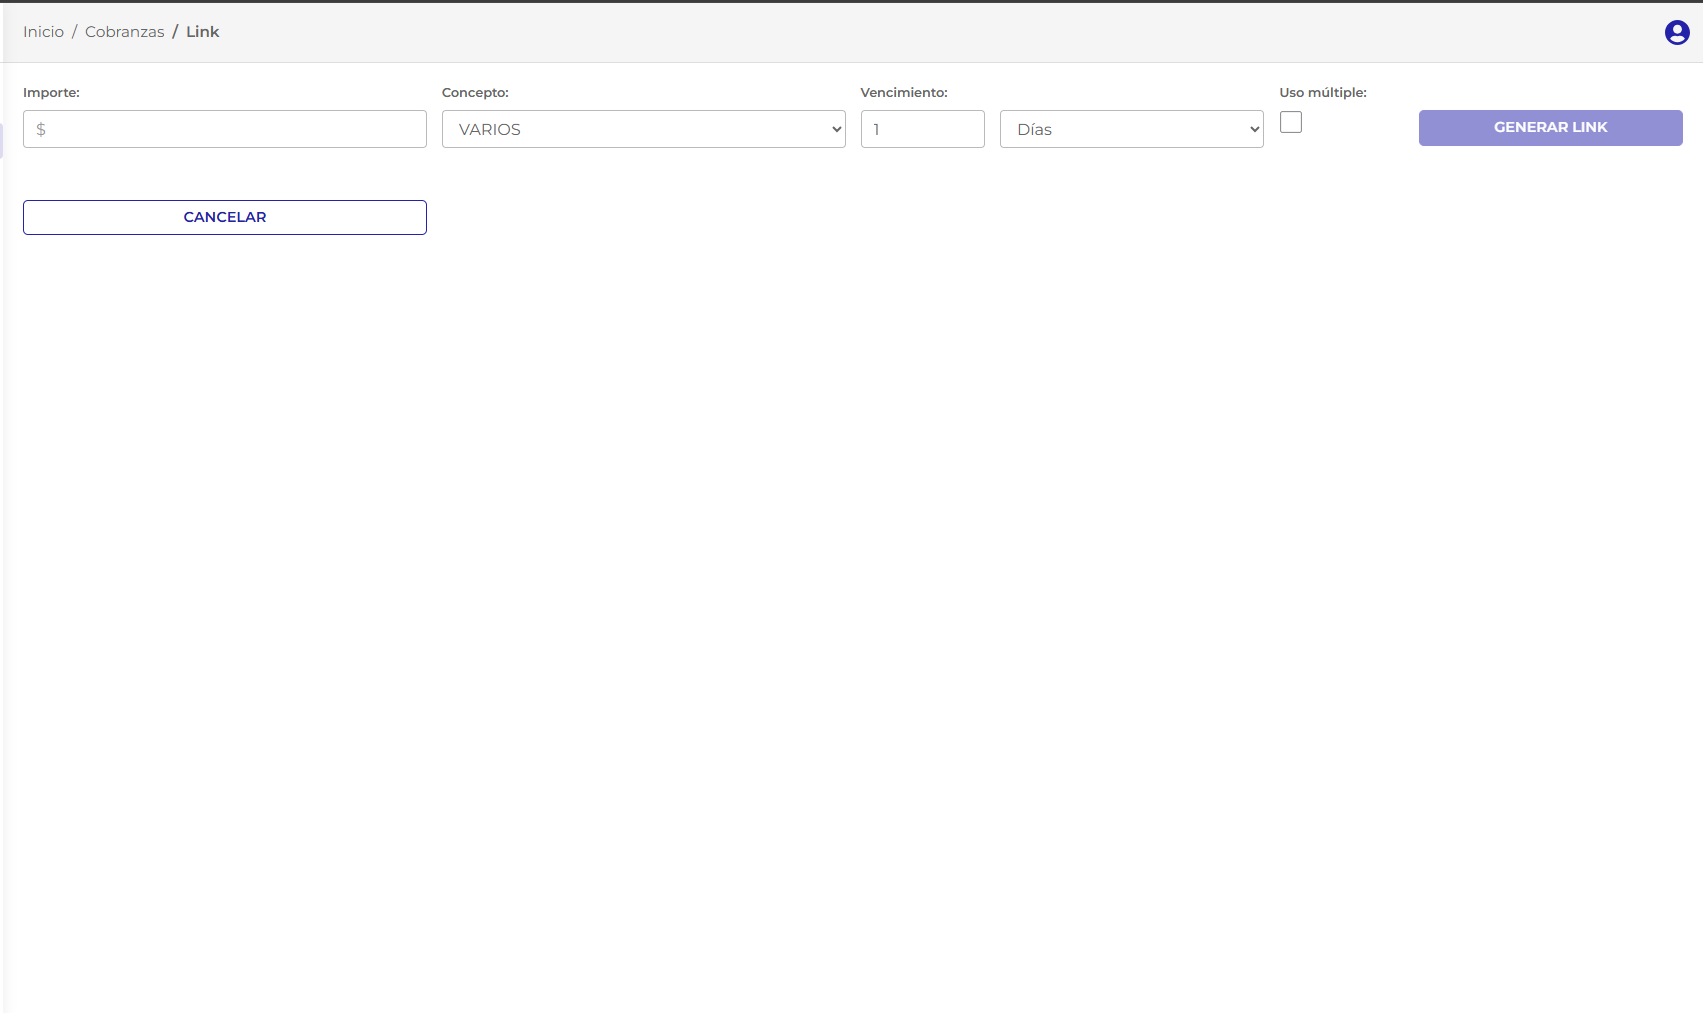 Inicio / Cobranzas / Link
Importe: Concepto: Vencimiento: Uso múltiple:
$ VARIOS 1 Días GENERAR LINK
CANCELAR